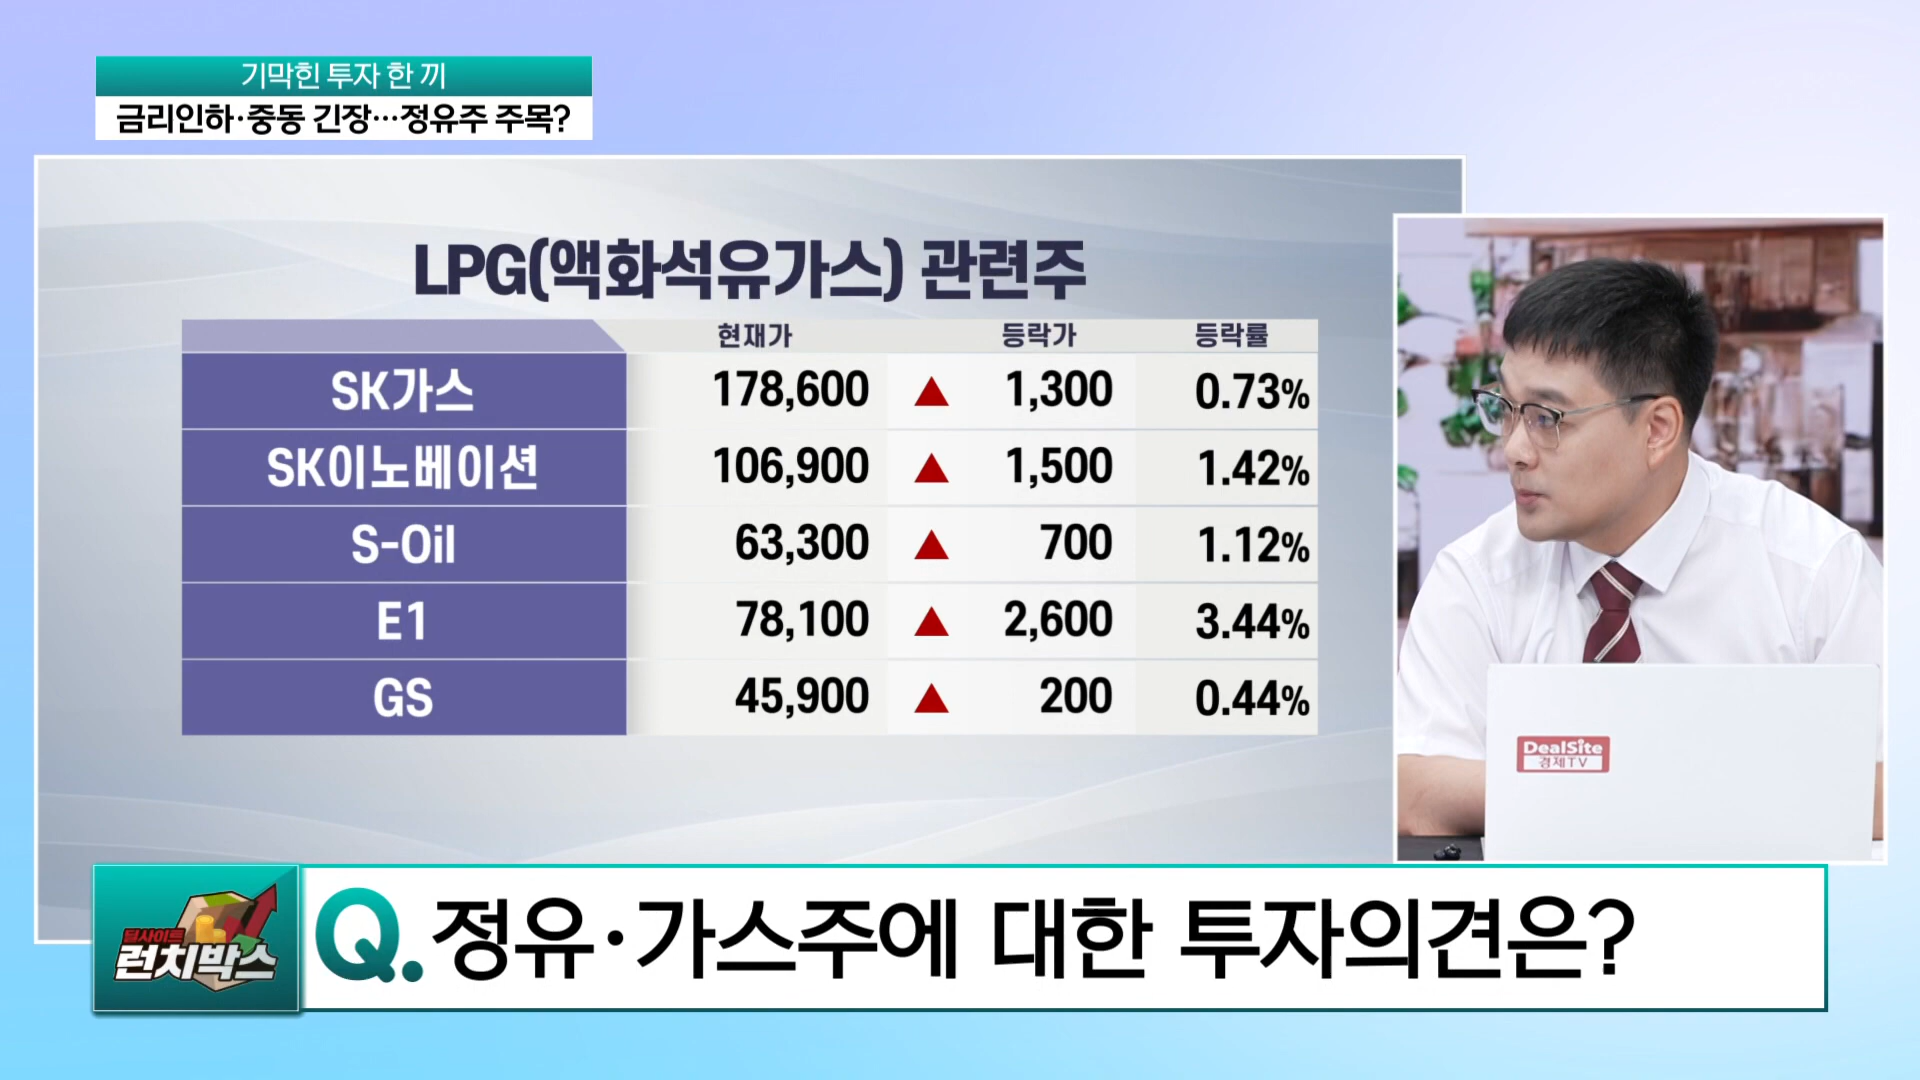 기막힌 투자 한 끼
금리인하·중동 긴장…정유주 주목?
LPG(액화석유가스) 관련주
현재가 등락가 등락률
SK가스 178,600 ▲ 1,300 0.73%
SK이노베이션 106,900 ▲ 1,500 1.42%
S-Oil 63,300 ▲ 700 1.12%
E1 78,100 ▲ 2,600 3.44%
GS 45,900 ▲ 200 0.44%
DealSite
경제TV
딜사이트
런치박스
Q. 정유·가스주에 대한 투자의견은?